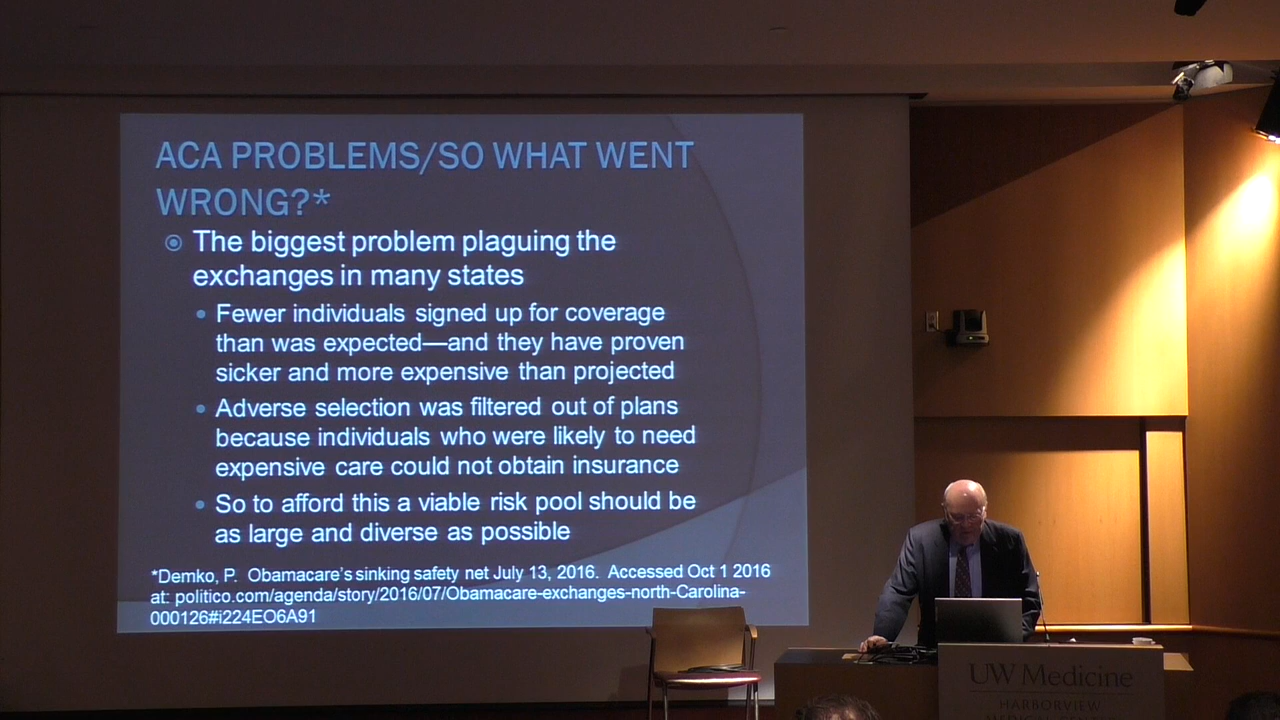 ACA PROBLEMS/SO WHAT WENT
WRONG?*
The biggest problem plaguing the
exchanges in many states
Fewer individuals signed up for coverage
than was expected—and they have proven
sicker and more expensive than projected
Adverse selection was filtered out of plans
because individuals who were likely to need
expensive care could not obtain insurance
So to afford this a viable risk pool should be
as large and diverse as possible
*Demko, P. Obamacare's sinking safety net July 13, 2016. Accessed Oct 1 2016
at: politico.com/agenda/story/2016/07/Obamacare-exchanges-north-Carolina-
000126#i224EO6A91
UW Medicine
HARBORVIEW